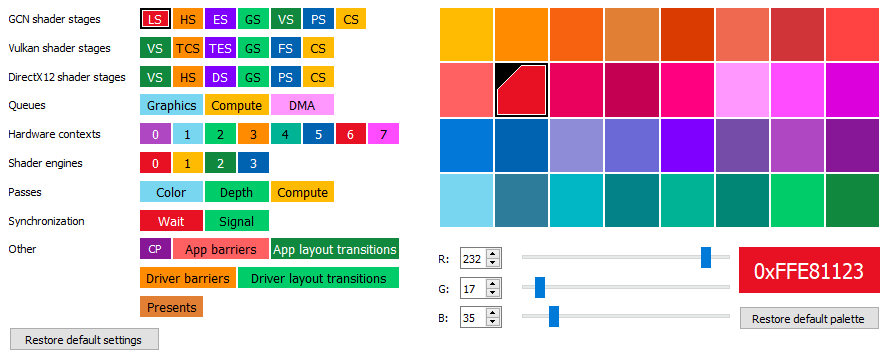 GCN shader stages LS HS ES GS VS PS CS
Vulkan shader stages VS TCS TES GS FS CS
DirectX12 shader stages VS HS DS GS PS CS
Queues Graphics Compute DMA
Hardware contexts 0 1 2 3 4 5 6 7
Shader engines 0 1 2 3
Passes Color Depth Compute
Synchronization Wait Signal
Other CP App barriers App layout transitions
Driver barriers Driver layout transitions
Presents
Restore default settings
R: 232
G: 17
B: 35
0xFFE81123
Restore default palette